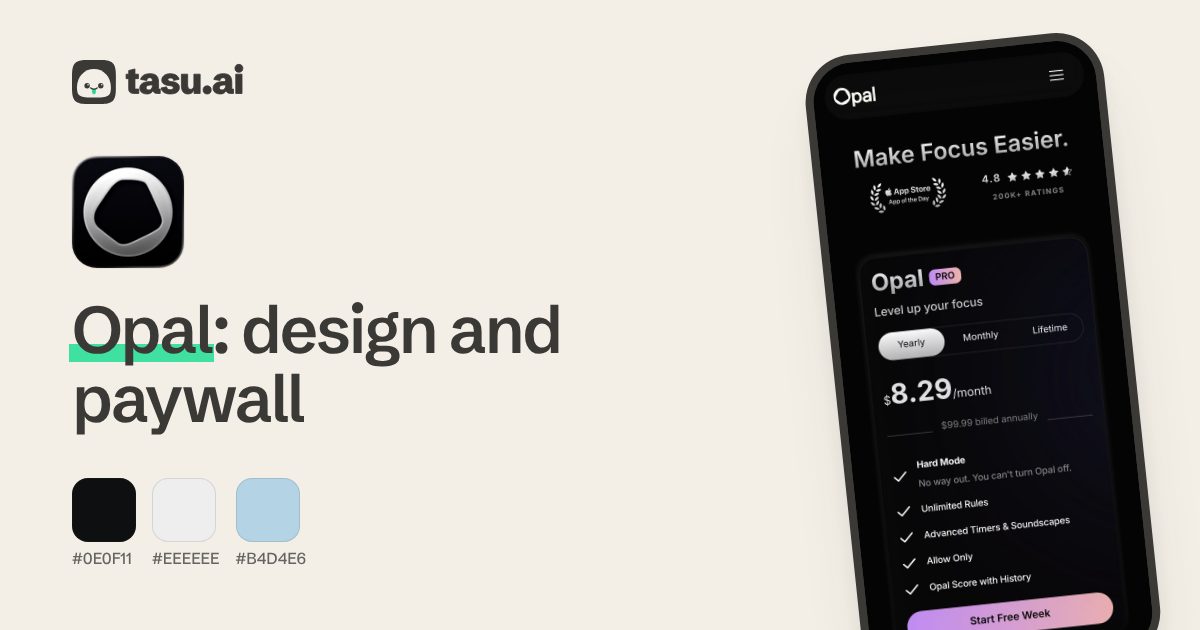 tasu.ai
Opal: design and
paywall
#0E0F11
#EEEEEE
#B4D4E6
Opal
Make Focus Easier.
App Store
App of the Day
4.8
200K+ RATINGS
Opal PRO
Level up your focus
Yearly
Monthly
Lifetime
$8.29/month
$99.99 billed annually
Hard Mode
No way out. You can't turn Opal off.
Unlimited Rules
Advanced Timers & Soundscapes
Allow Only
Opal Score with History
Start Free Week